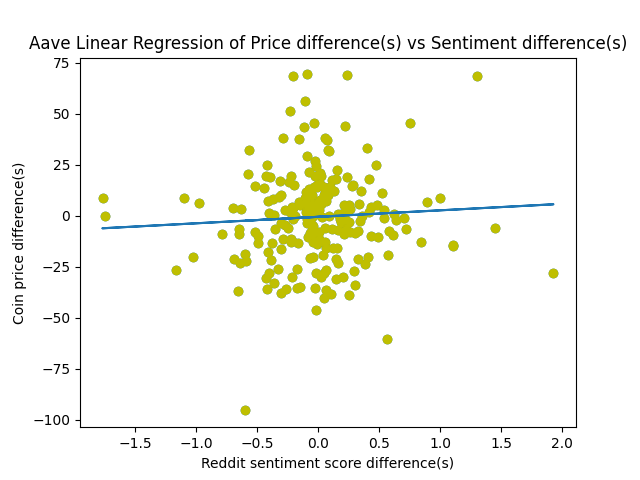 Aave Linear Regression of Price difference(s) vs Sentiment difference(s)
75
50
25
0
−25
−50
−75
−100
Coin price difference(s)
−1.5 −1.0 −0.5 0.0 0.5 1.0 1.5 2.0
Reddit sentiment score difference(s)